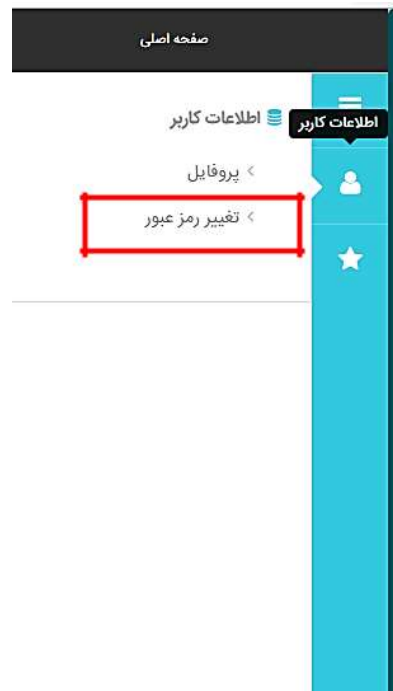 صفحه اصلی
اطلاعات کاربر
اطلاعات کاربر
پروفایل
تغییر رمز عبور